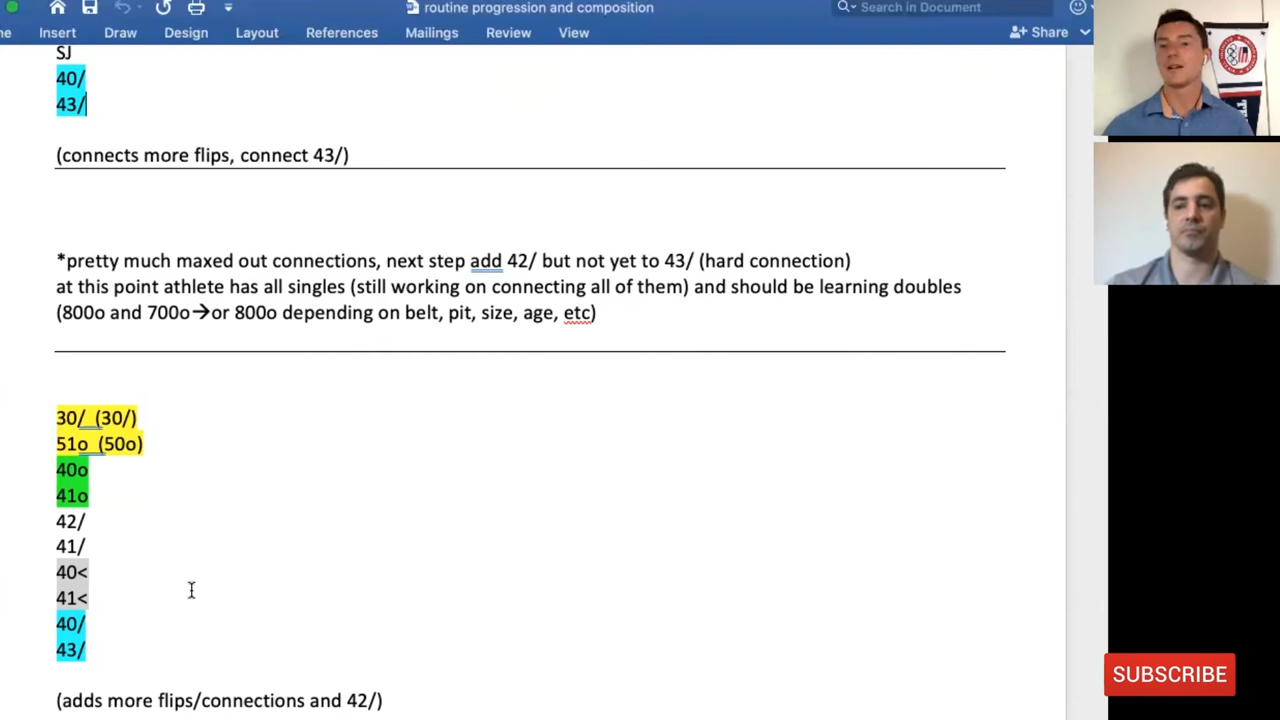 routine progression and composition
Search in Document
Insert Draw Design Layout References Mailings Review View Share
SJ
40/
43/
(connects more flips, connect 43/)
*pretty much maxed out connections, next step add 42/ but not yet to 43/ (hard connection)
at this point athlete has all singles (still working on connecting all of them) and should be learning doubles
(800o and 700o→or 800o depending on belt, pit, size, age, etc)
30/ (30/)
51o (50o)
40o
41o
42/
41/
40<
41<
40/
43/
(adds more flips/connections and 42/)
SUBSCRIBE